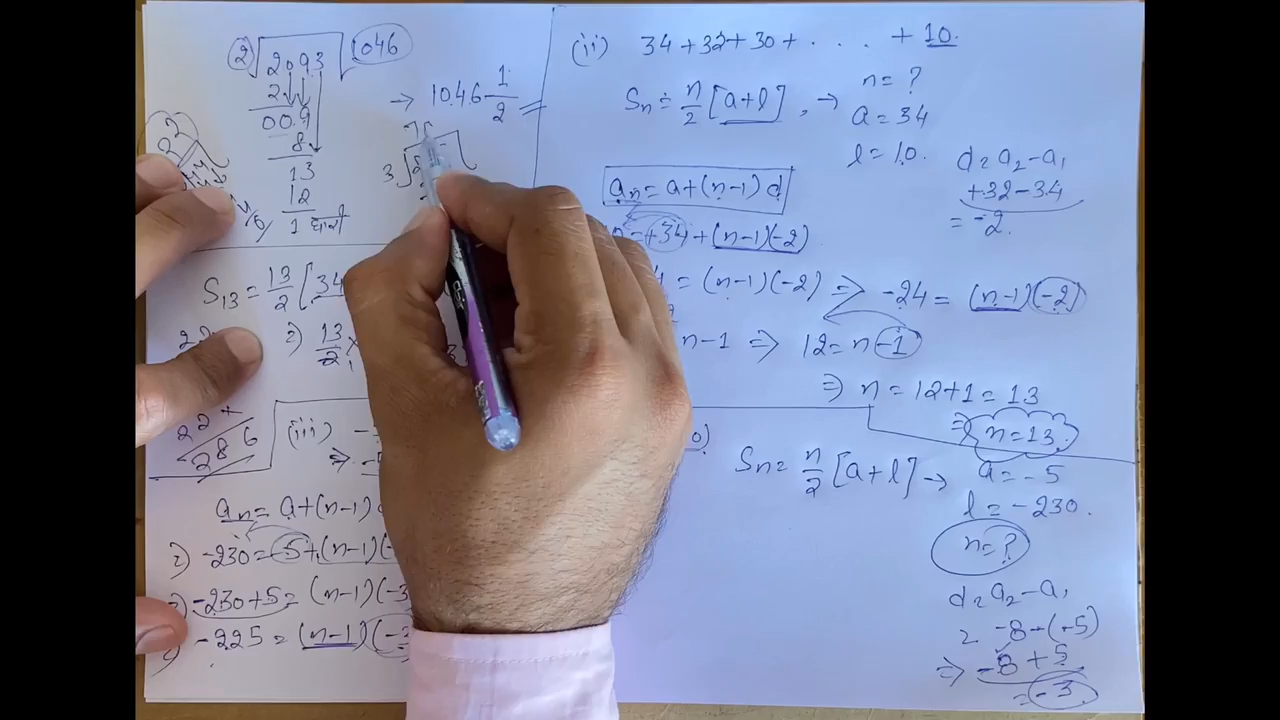 2 2093 1046
2
009
8
13
12
1
→ 1046 1/2
3
(ii) 34 + 32 + 30 + . . . . + 10.
Sn = n/2 [a+l], →
n = ?
a = 34
l = 10.
d = a₂ - a₁
+32 - 34
= -2.
an = a + (n-1) d
= +34 + (n-1)(-2)
= (n-1)(-2) ⇒ -24 = (n-1)(-2)
n-1 ⇒ 12 = n-1
⇒ n = 12+1 = 13
⇒ n = 13.
S₁₃ = 13/2 [34
13/2 ×
22 ×
286
(iii)
an = a + (n-1)
-230 = -5 + (n-1)(-
-230 + 5 = (n-1)(-3
-225 = (n-1)(-3
Sn = n/2 [a+l] →
a = -5
l = -230.
n = ?
d = a₂ - a₁
= -8 - (-5)
⇒ -8 + 5
= -3